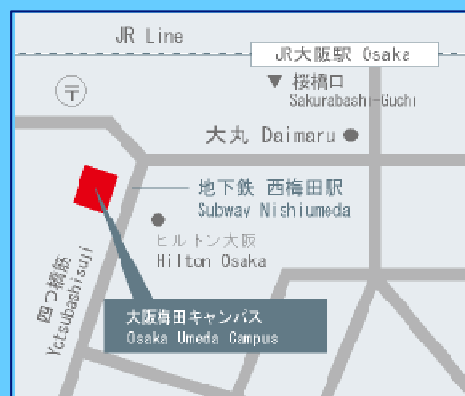 JR Line
JR大阪駅 Osaka
▼ 桜橋口
Sakurabashi-Guchi
〒
大丸 Daimaru
地下鉄 西梅田駅
Subway Nishiumeda
ヒルトン大阪
Hilton Osaka
四つ橋筋
Yotsubashisuji
大阪梅田キャンパス
Osaka Umeda Campus